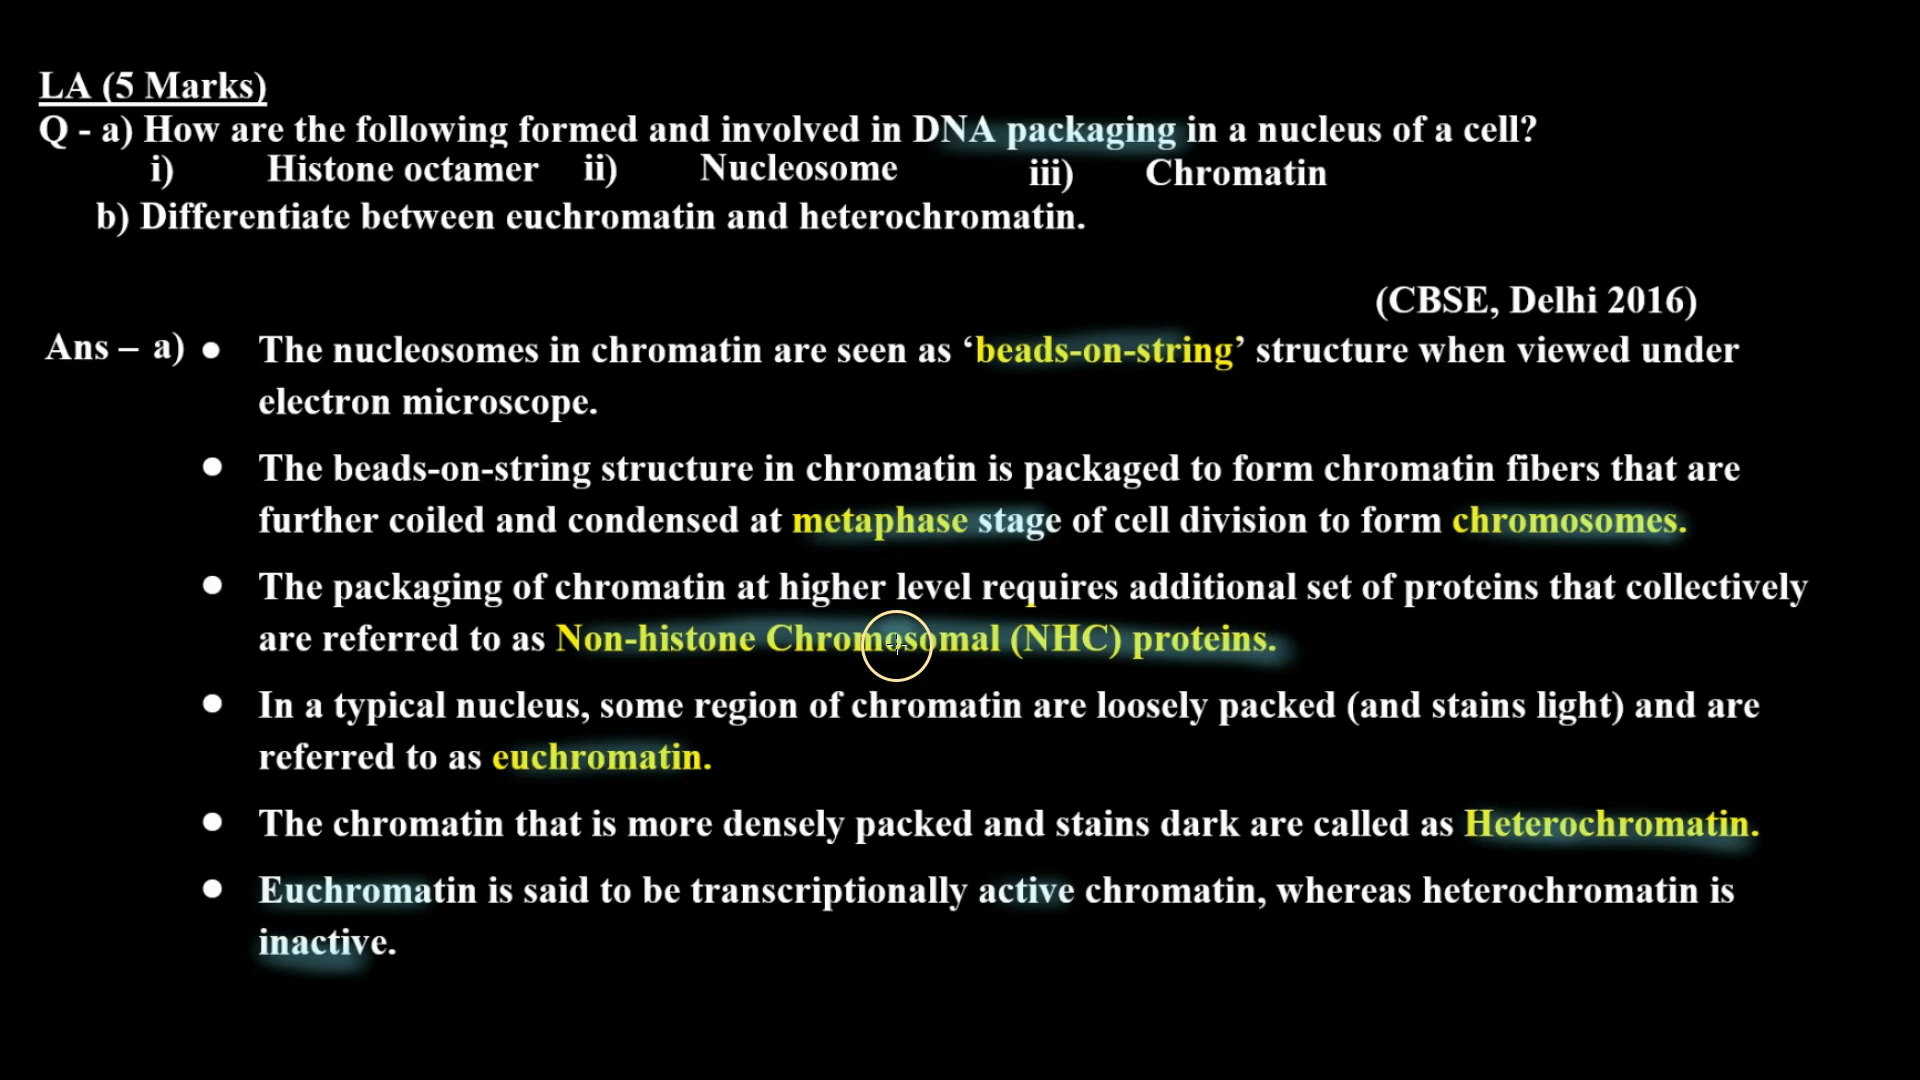 LA (5 Marks)
Q - a) How are the following formed and involved in DNA packaging in a nucleus of a cell?
i) Histone octamer ii) Nucleosome iii) Chromatin
b) Differentiate between euchromatin and heterochromatin.
(CBSE, Delhi 2016)
Ans – a) ● The nucleosomes in chromatin are seen as ‘beads-on-string’ structure when viewed under
electron microscope.
● The beads-on-string structure in chromatin is packaged to form chromatin fibers that are
further coiled and condensed at metaphase stage of cell division to form chromosomes.
● The packaging of chromatin at higher level requires additional set of proteins that collectively
are referred to as Non-histone Chromosomal (NHC) proteins.
● In a typical nucleus, some region of chromatin are loosely packed (and stains light) and are
referred to as euchromatin.
● The chromatin that is more densely packed and stains dark are called as Heterochromatin.
● Euchromatin is said to be transcriptionally active chromatin, whereas heterochromatin is
inactive.